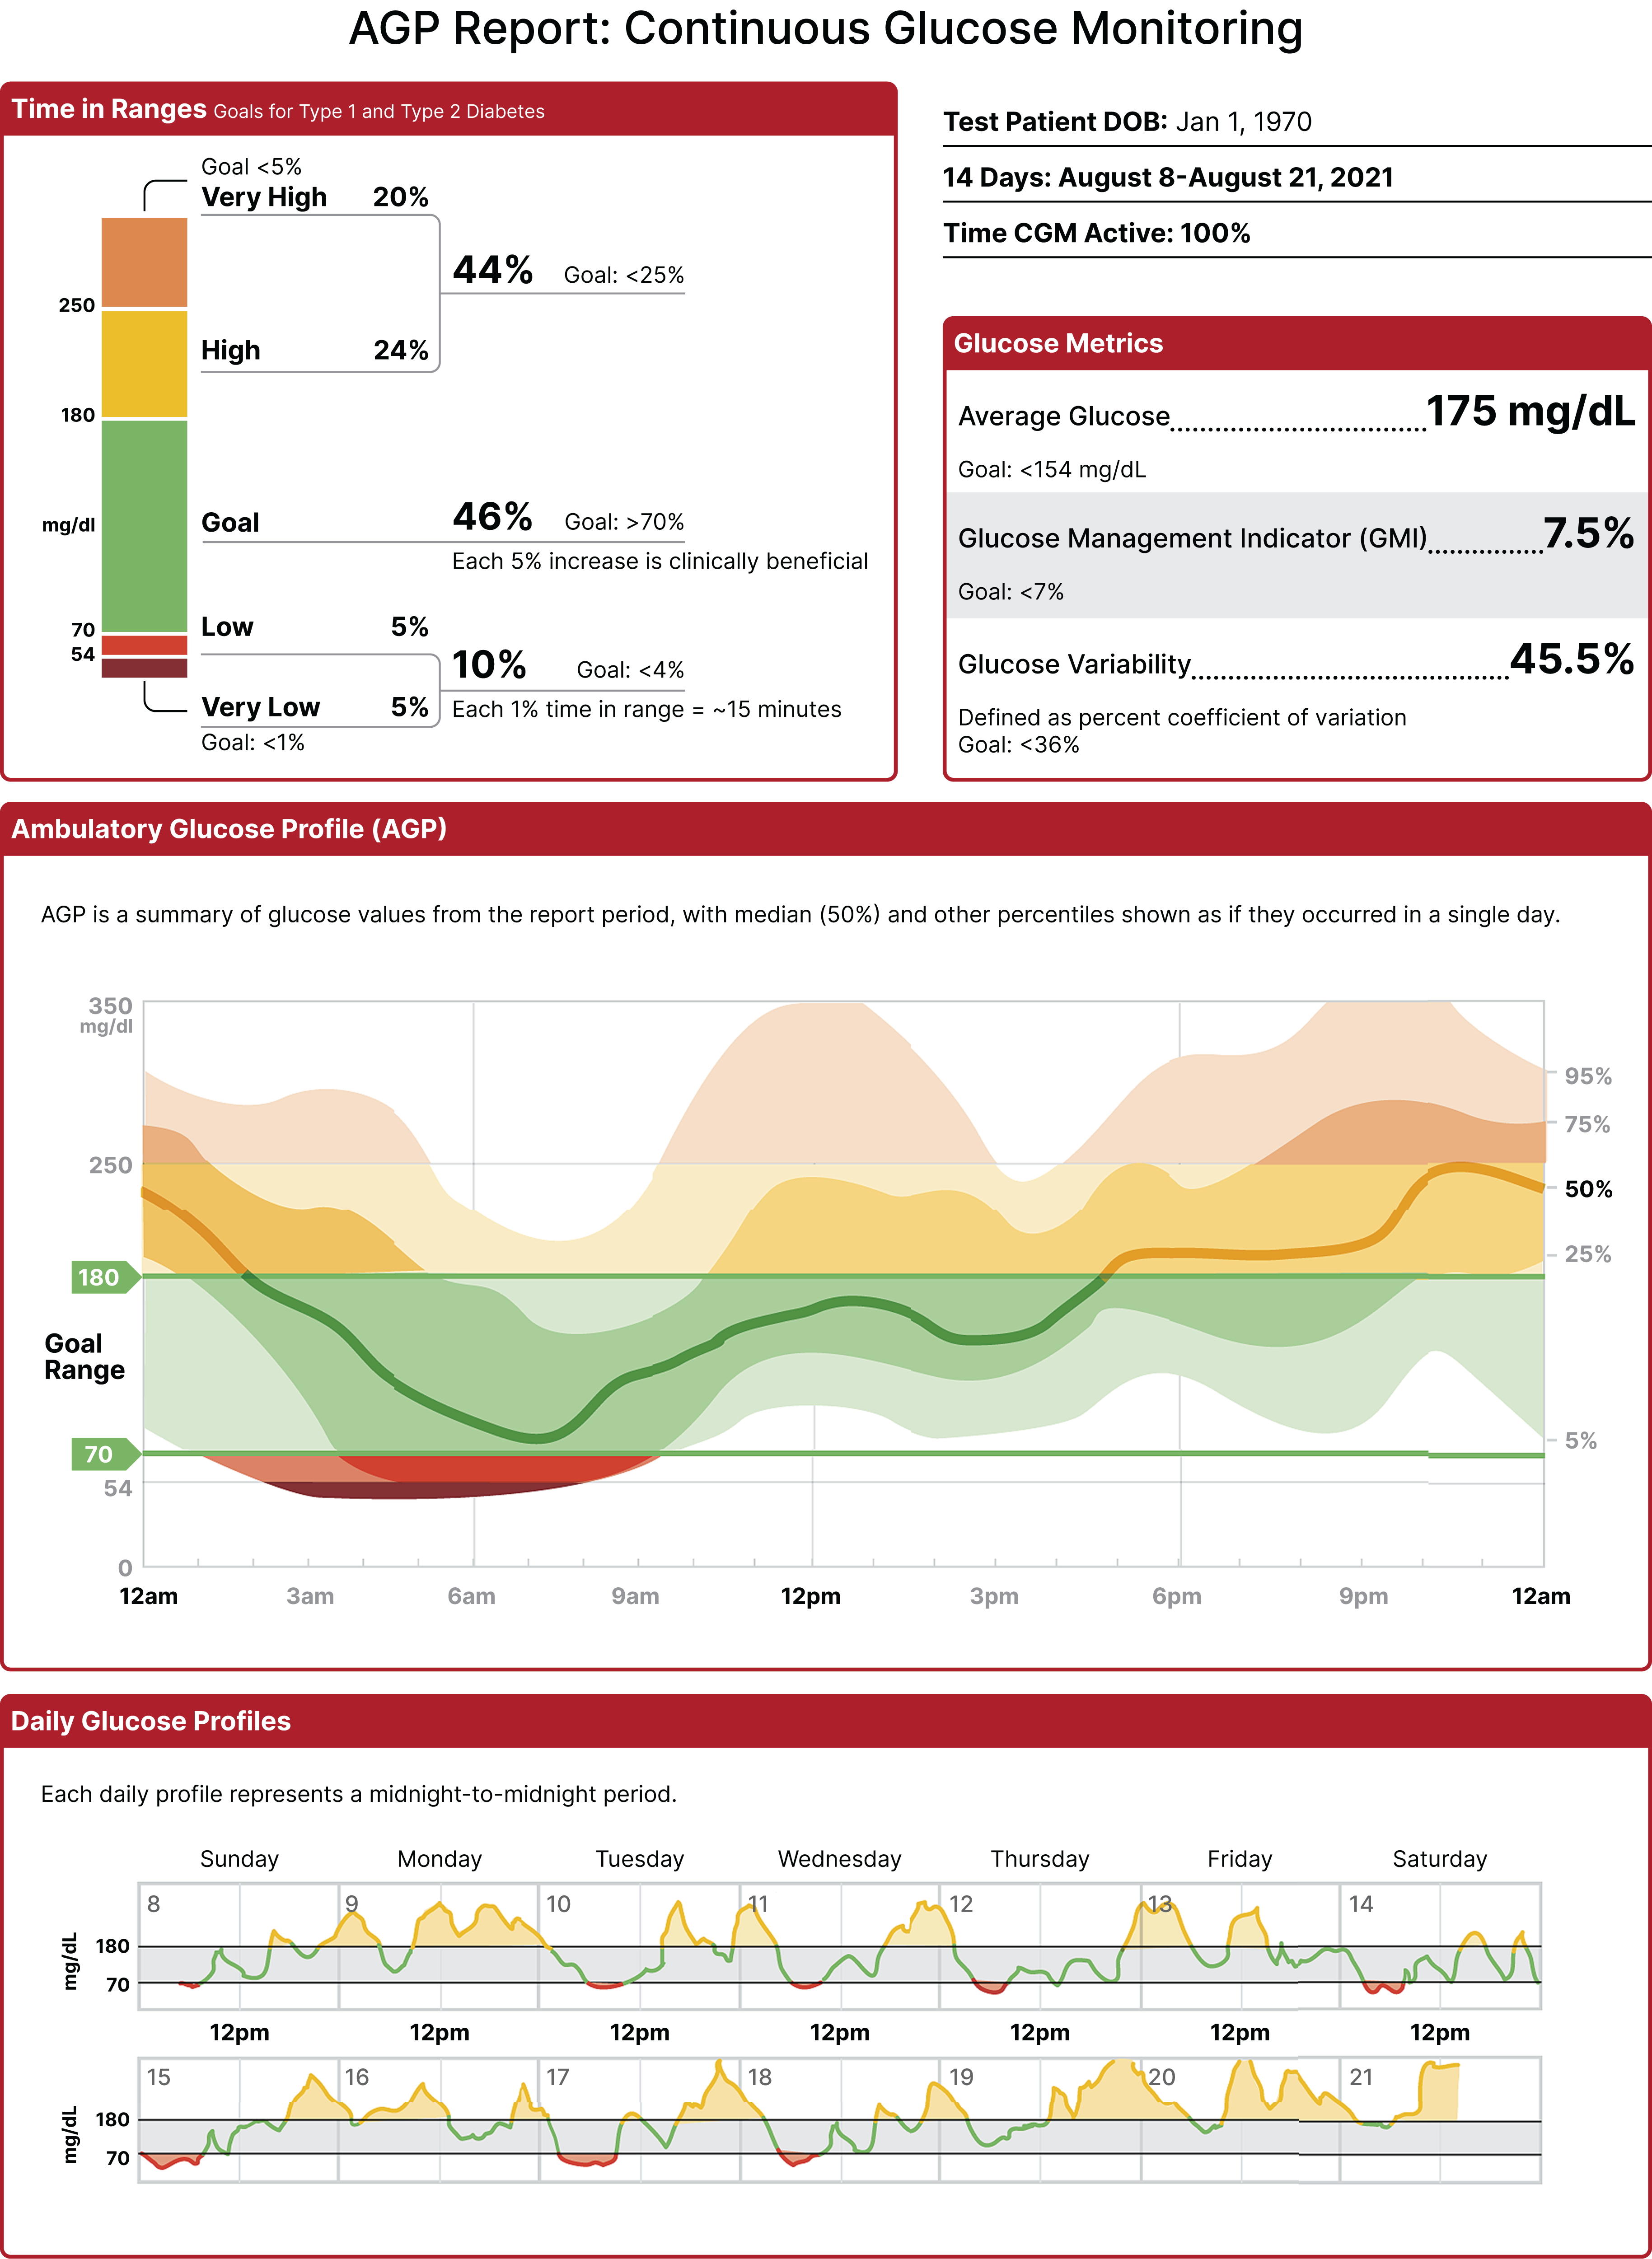 AGP Report: Continuous Glucose Monitoring
Time in Ranges Goals for Type 1 and Type 2 Diabetes
Goal <5%
Very High 20%
44% Goal: <25%
250
High 24%
180
mg/dl
Goal 46% Goal: >70%
Each 5% increase is clinically beneficial
70
Low 5%
54
10% Goal: <4%
Very Low 5% Each 1% time in range = ~15 minutes
Goal: <1%
Test Patient DOB: Jan 1, 1970
14 Days: August 8-August 21, 2021
Time CGM Active: 100%
Glucose Metrics
Average Glucose 175 mg/dL
Goal: <154 mg/dL
Glucose Management Indicator (GMI) 7.5%
Goal: <7%
Glucose Variability 45.5%
Defined as percent coefficient of variation
Goal: <36%
Ambulatory Glucose Profile (AGP)
AGP is a summary of glucose values from the report period, with median (50%) and other percentiles shown as if they occurred in a single day.
350
mg/dl
95%
75%
250
50%
25%
180
Goal
Range
70
5%
54
0
12am 3am 6am 9am 12pm 3pm 6pm 9pm 12am
Daily Glucose Profiles
Each daily profile represents a midnight-to-midnight period.
Sunday Monday Tuesday Wednesday Thursday Friday Saturday
8 9 10 11 12 13 14
mg/dL
180
70
12pm 12pm 12pm 12pm 12pm 12pm 12pm
15 16 17 18 19 20 21
mg/dL
180
70